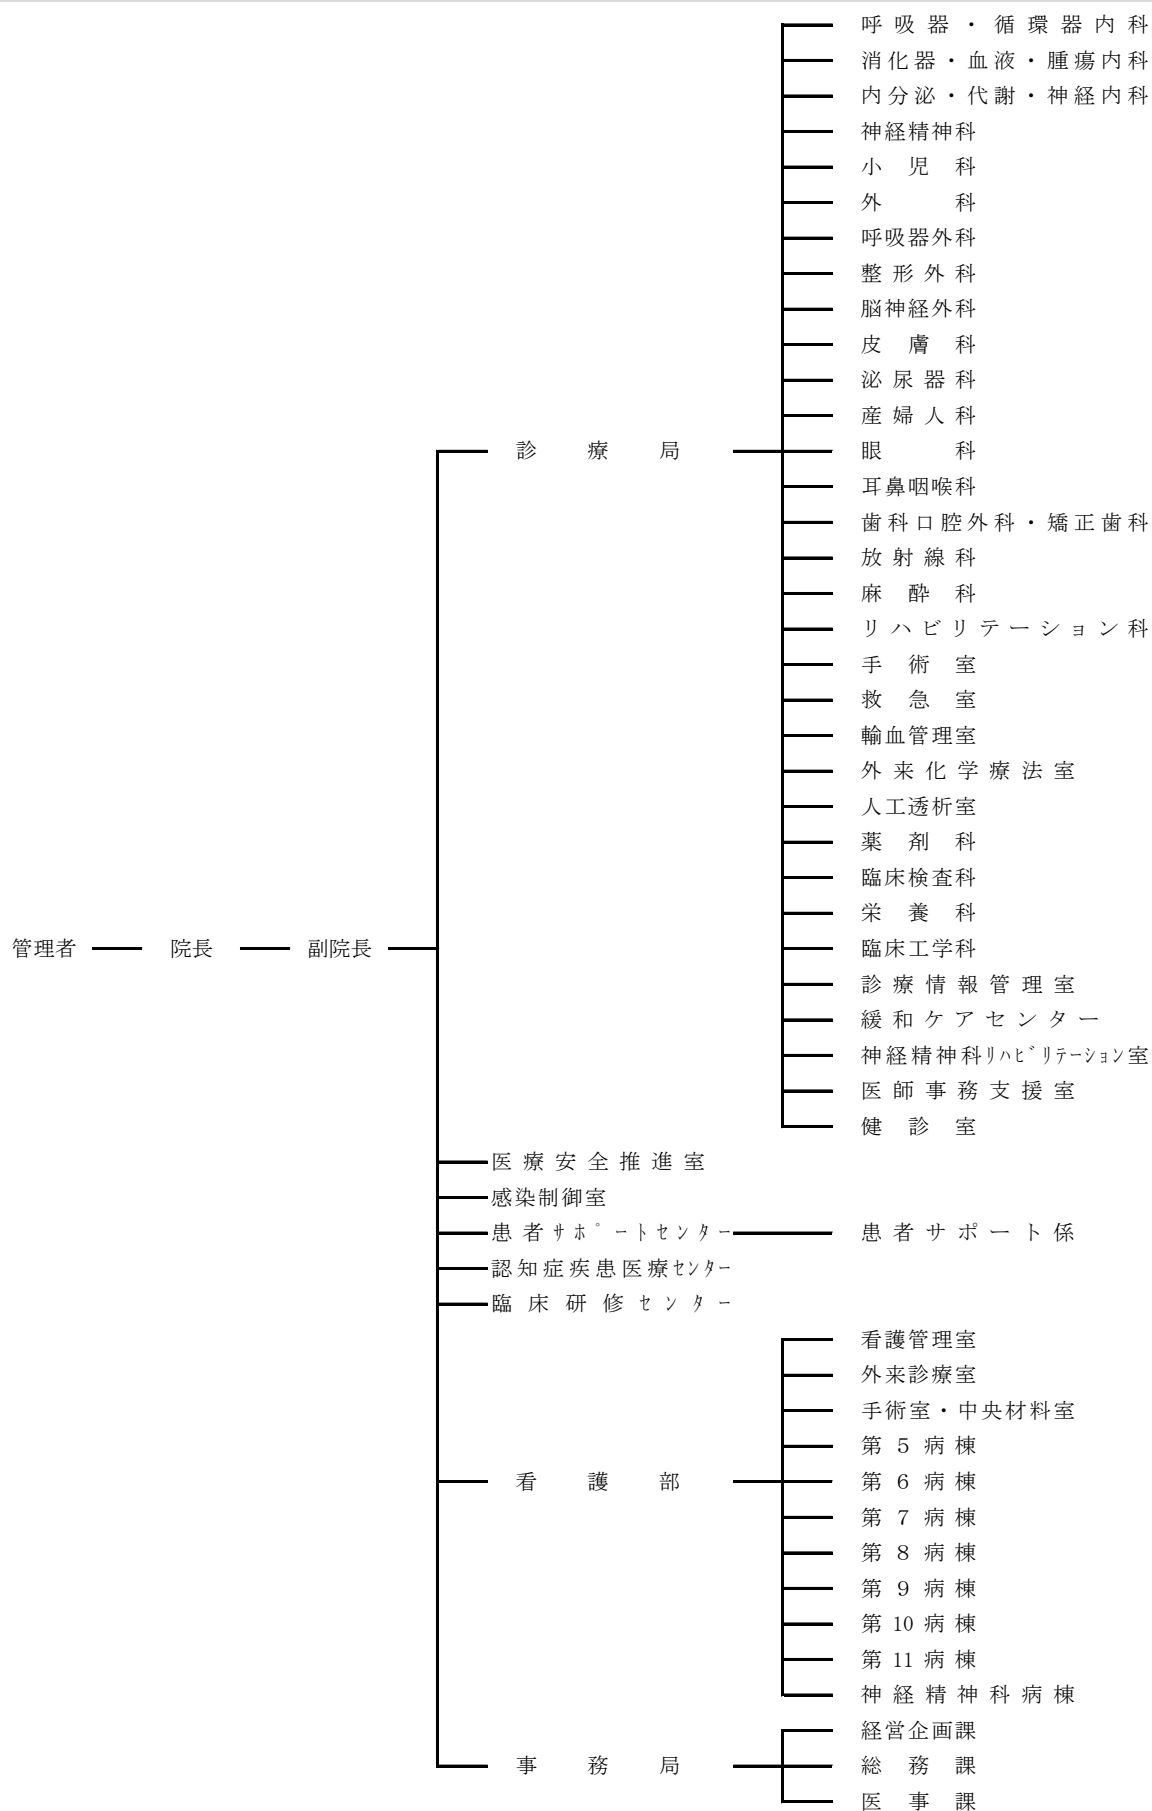 呼吸器・循環器内科
消化器・血液・腫瘍内科
内分泌・代謝・神経内科
神経精神科
小児科
外科
呼吸器外科
整形外科
脳神経外科
皮膚科
泌尿器科
産婦人科
診療局 眼科
耳鼻咽喉科
歯科口腔外科・矯正歯科
放射線科
麻酔科
リハビリテーション科
手術室
救急室
輸血管理室
外来化学療法室
人工透析室
薬剤科
臨床検査科
栄養科
管理者 院長 副院長 臨床工学科
診療情報管理室
緩和ケアセンター
神経精神科ﾘﾊﾋﾞﾘﾃｰｼｮﾝ室
医師事務支援室
健診室
医療安全推進室
感染制御室
患者ｻﾎﾟｰﾄｾﾝﾀｰ 患者サポート係
認知症疾患医療ｾﾝﾀｰ
臨床研修ｾﾝﾀｰ
看護管理室
外来診療室
手術室・中央材料室
第５病棟
看護部 第６病棟
第７病棟
第８病棟
第９病棟
第10病棟
第11病棟
神経精神科病棟
経営企画課
事務局 総務課
医事課